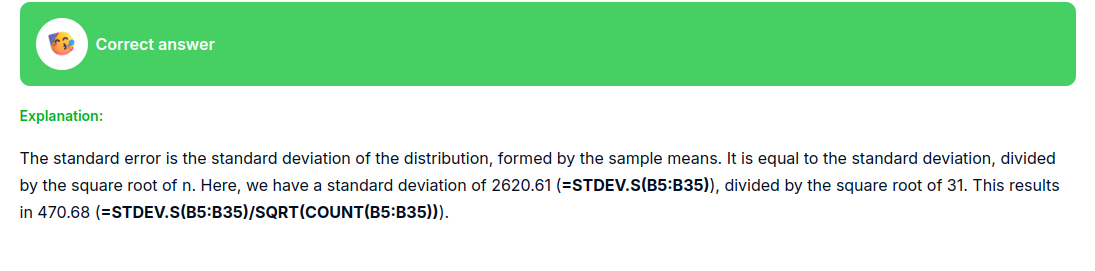 Correct answer
Explanation:
The standard error is the standard deviation of the distribution, formed by the sample means. It is equal to the standard deviation, divided
by the square root of n. Here, we have a standard deviation of 2620.61 (=STDEV.S(B5:B35)), divided by the square root of 31. This results
in 470.68 (=STDEV.S(B5:B35)/SQRT(COUNT(B5:B35))).